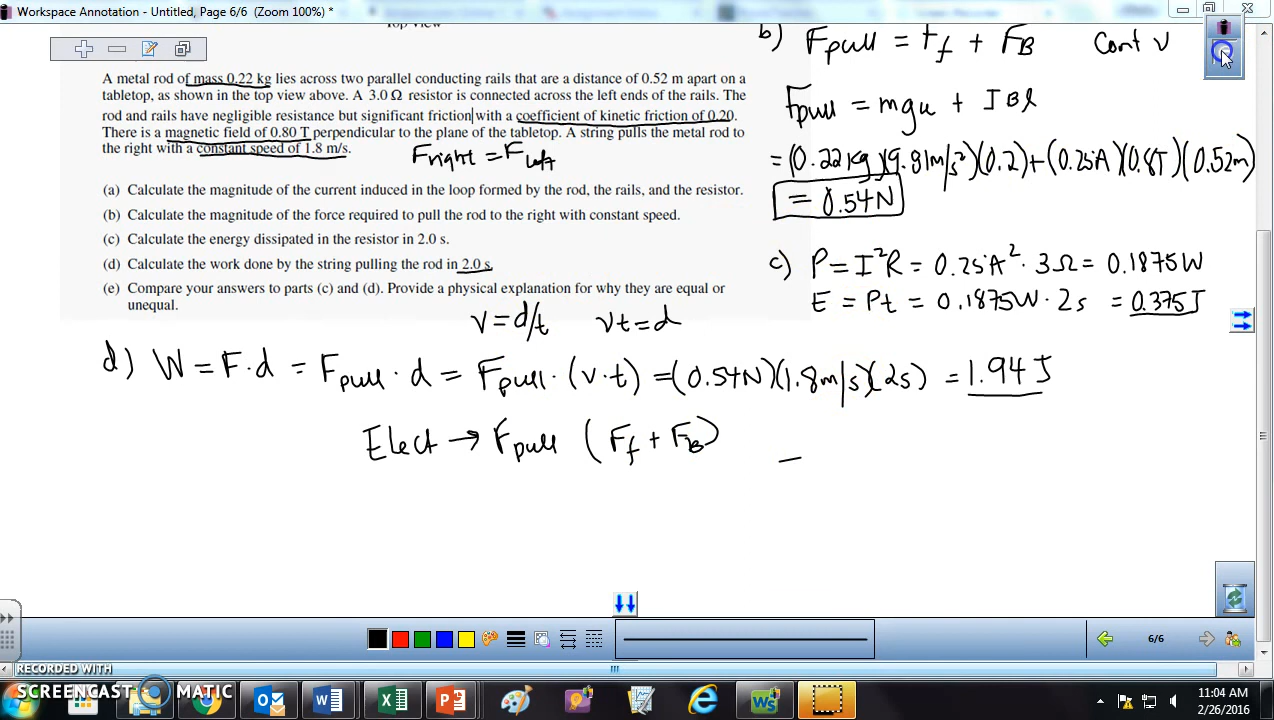 Workspace Annotation - Untitled, Page 6/6 (Zoom 100%) *
Top view
A metal rod of mass 0.22 kg lies across two parallel conducting rails that are a distance of 0.52 m apart on a
tabletop, as shown in the top view above. A 3.0 Ω resistor is connected across the left ends of the rails. The
rod and rails have negligible resistance but significant friction with a coefficient of kinetic friction of 0.20.
There is a magnetic field of 0.80 T perpendicular to the plane of the tabletop. A string pulls the metal rod to
the right with a constant speed of 1.8 m/s.
Fright = Fleft
(a) Calculate the magnitude of the current induced in the loop formed by the rod, the rails, and the resistor.
(b) Calculate the magnitude of the force required to pull the rod to the right with constant speed.
(c) Calculate the energy dissipated in the resistor in 2.0 s.
(d) Calculate the work done by the string pulling the rod in 2.0 s.
(e) Compare your answers to parts (c) and (d). Provide a physical explanation for why they are equal or
unequal.
b) Fpull = Ff + FB Cont v
Fpull = mgu + IBl
= (0.22kg)(9.81m/s²)(0.2)+(0.25A)(0.8T)(0.52m)
= 0.54N
c) P = I²R = 0.25A² · 3Ω = 0.1875W
E = Pt = 0.1875W · 2s = 0.375J
v = d/t vt = d
d) W = F·d = Fpull · d = Fpull · (v·t) = (0.54N)(1.8m/s)(2s) = 1.94J
Elect → Fpull (Ff + FB)
6/6
RECORDED WITH
SCREENCAST MATIC
11:04 AM
2/26/2016